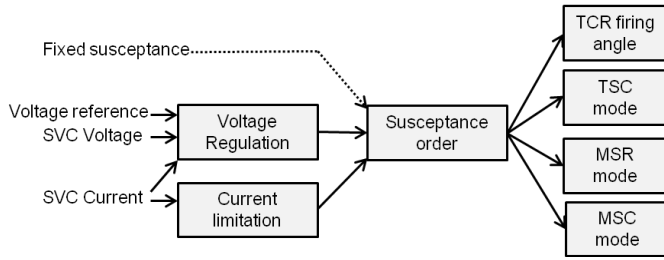 Fixed susceptance
Voltage reference
SVC Voltage
SVC Current
Voltage
Regulation
Current
limitation
Susceptance
order
TCR firing
angle
TSC
mode
MSR
mode
MSC
mode